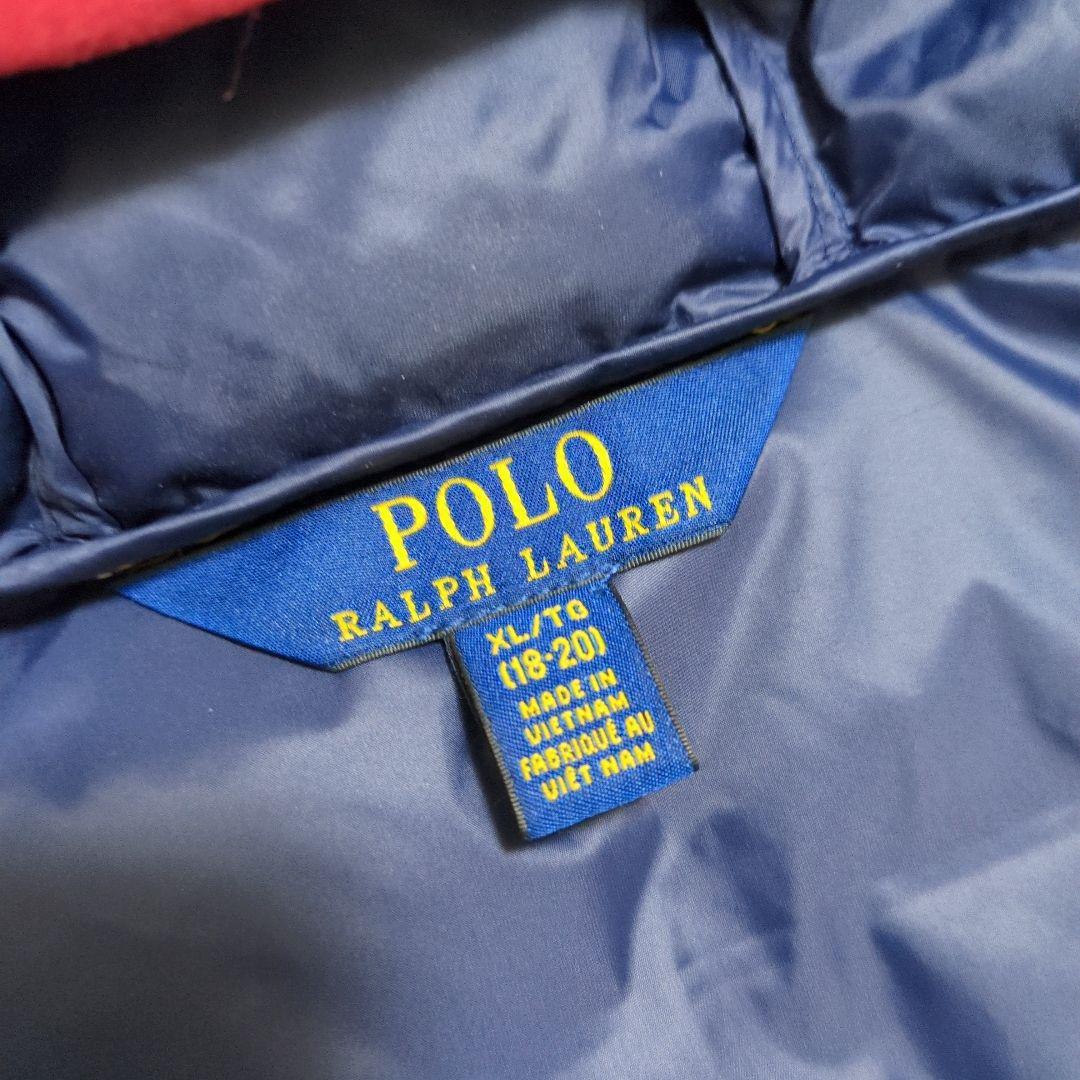 POLO
RALPH LAUREN
XL/TG
(18-20)
MADE IN
VIETNAM
FABRIQUÉ AU
VIÊT NAM